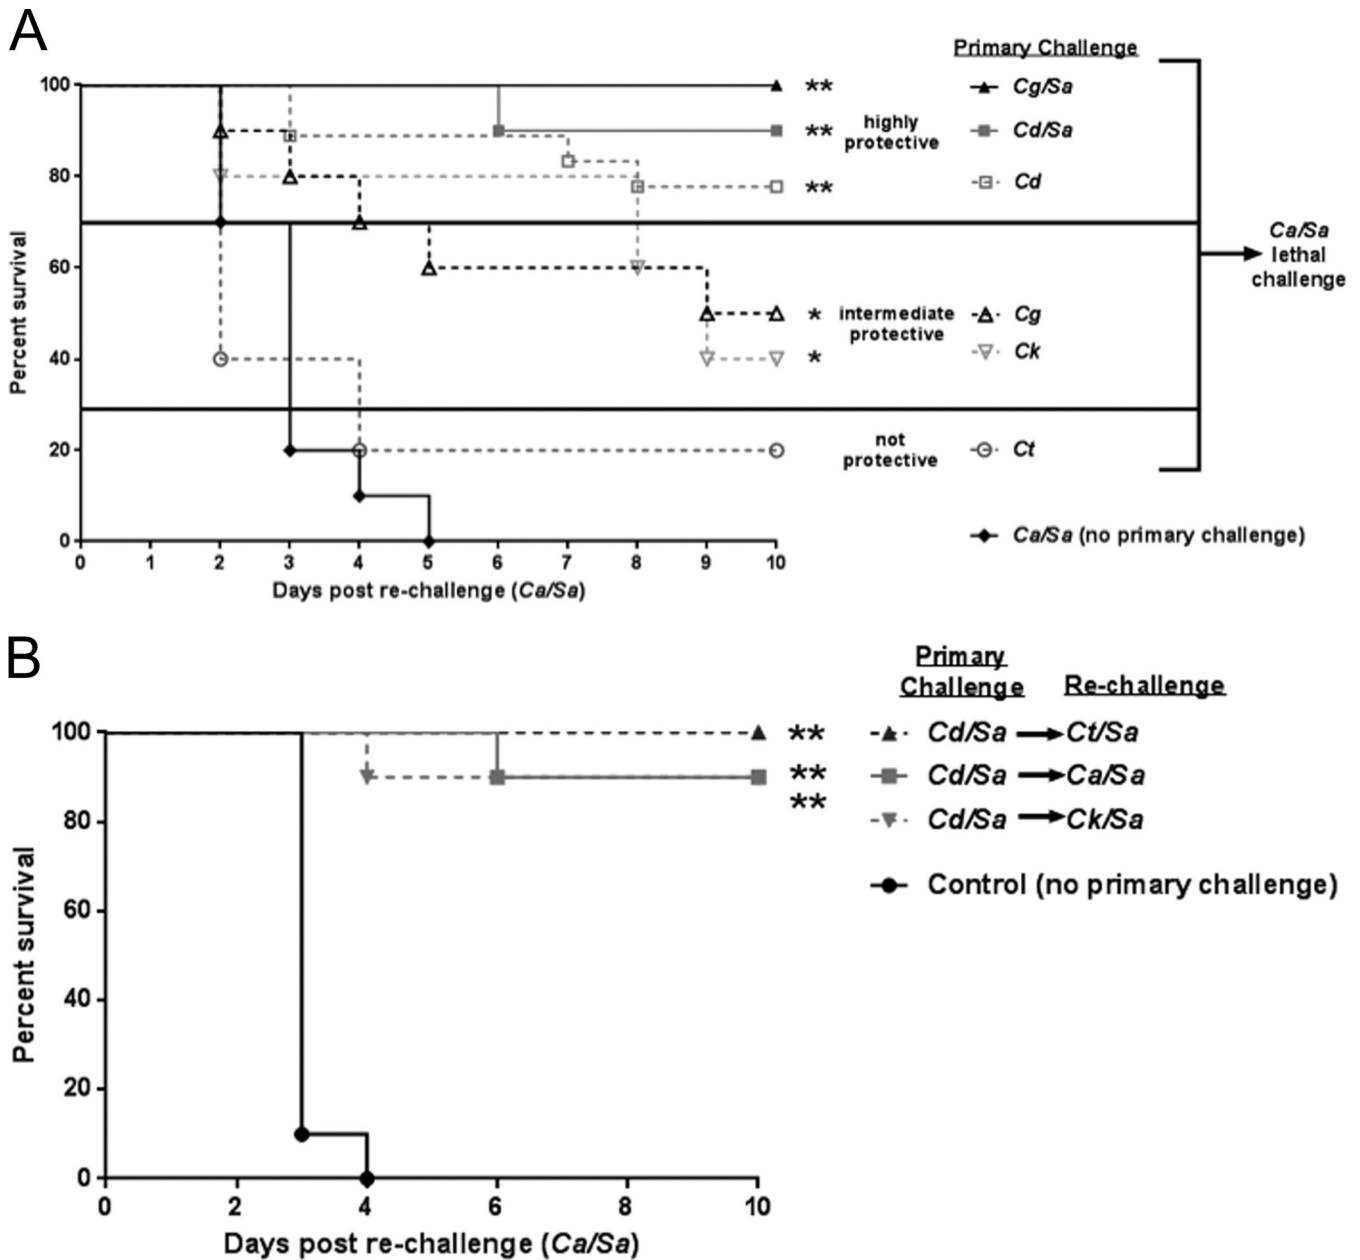 A
Primary Challenge
100
80
60
40
20
0
Percent survival
0 1 2 3 4 5 6 7 8 9 10
Days post re-challenge (Ca/Sa)
** 
highly
protective
**
**
*
intermediate
protective
*
not
protective
Cg/Sa
Cd/Sa
Cd
Cg
Ck
Ct
Ca/Sa (no primary challenge)
Ca/Sa
lethal
challenge
B
Primary
Challenge
Re-challenge
100
80
60
40
20
0
Percent survival
0 2 4 6 8 10
Days post re-challenge (Ca/Sa)
**
**
**
Cd/Sa Ct/Sa
Cd/Sa Ca/Sa
Cd/Sa Ck/Sa
Control (no primary challenge)